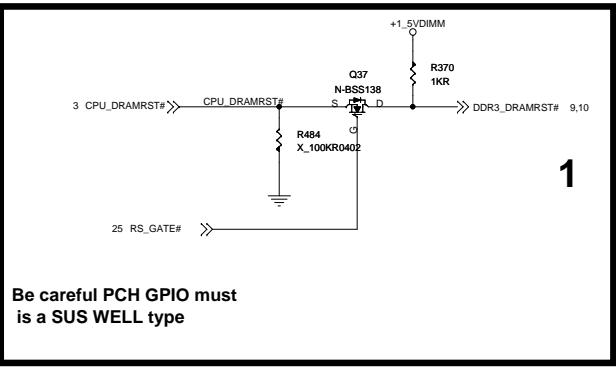 +1_5VDIMM
Q37
N-BSS138
R370
1KR
3 CPU_DRAMRST#
CPU_DRAMRST#
S
D
G
DDR3_DRAMRST# 9,10
R484
X_100KR0402
1
25 RS_GATE#
Be careful PCH GPIO must
is a SUS WELL type